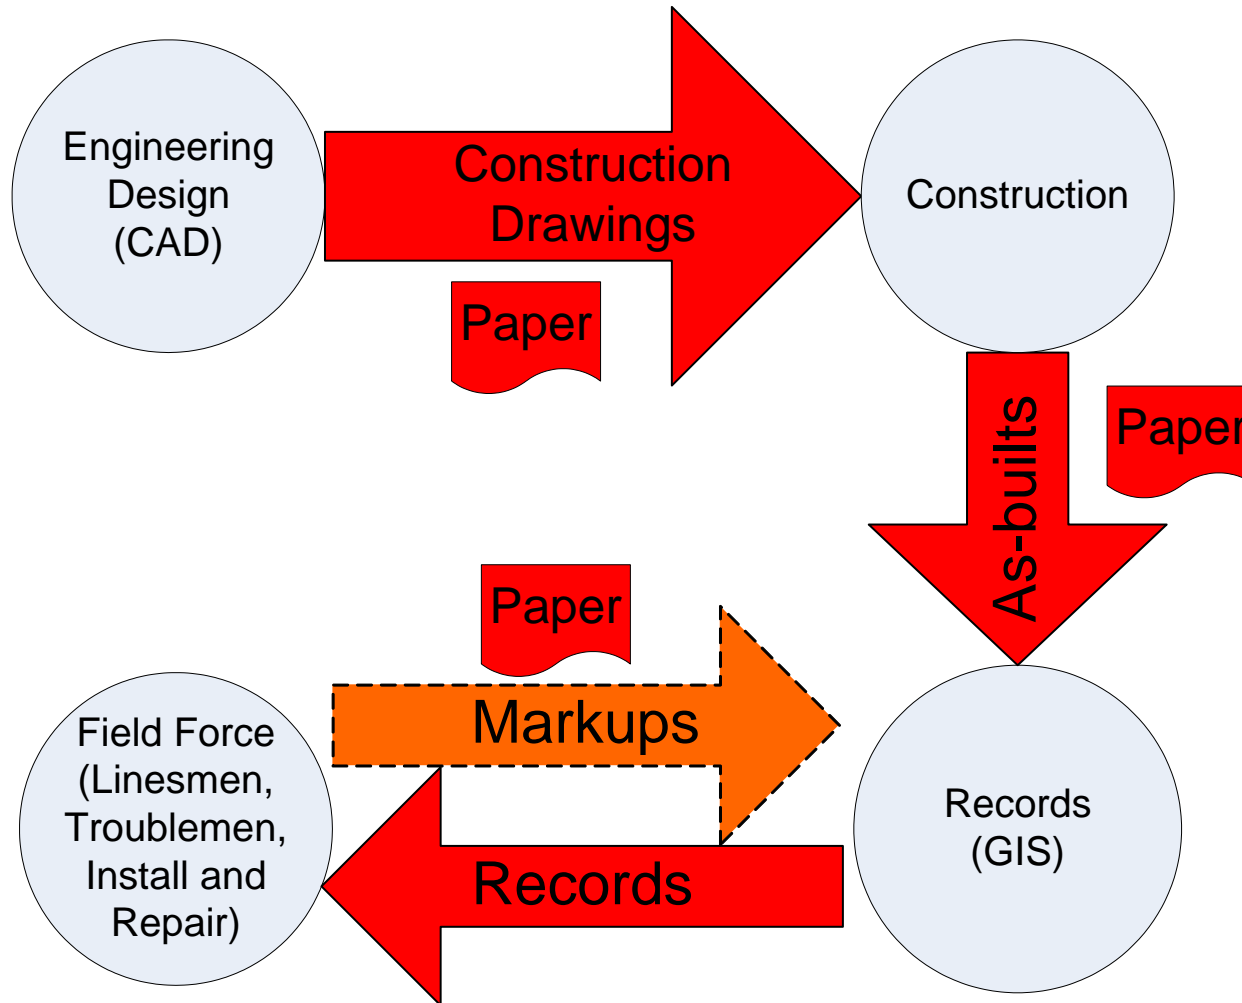 Engineering
Design
(CAD)
Construction
Drawings
Construction
Paper
Paper
As-builts
Paper
Markups
Field Force
(Linesmen,
Troublemen,
Install and
Repair)
Records
(GIS)
Records